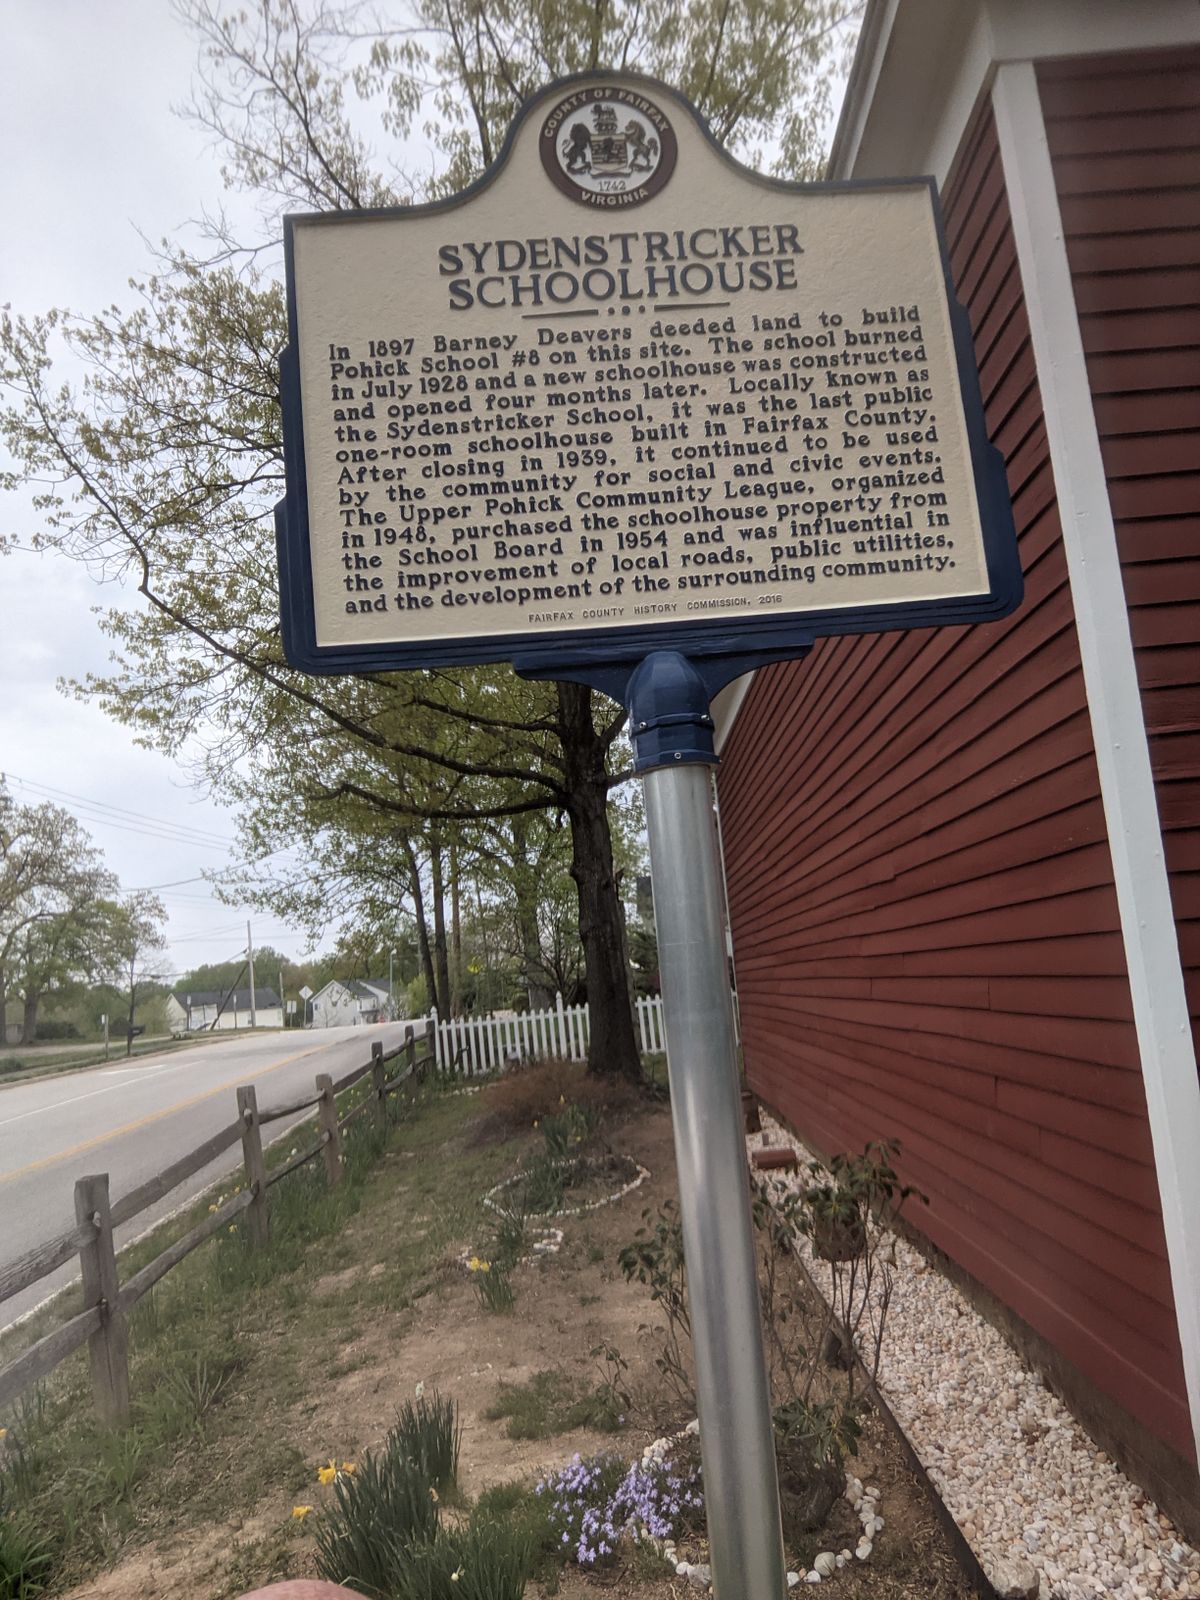 COUNTY OF FAIRFAX
1742
VIRGINIA
SYDENSTRICKER
SCHOOLHOUSE
In 1897 Barney Deavers deeded land to build
Pohick School #8 on this site. The school burned
in July 1928 and a new schoolhouse was constructed
and opened four months later. Locally known as
the Sydenstricker School, it was the last public
one-room schoolhouse built in Fairfax County.
After closing in 1939, it continued to be used
by the community for social and civic events.
The Upper Pohick Community League, organized
in 1948, purchased the schoolhouse property from
the School Board in 1954 and was influential in
the improvement of local roads, public utilities,
and the development of the surrounding community.
FAIRFAX COUNTY HISTORY COMMISSION, 2016